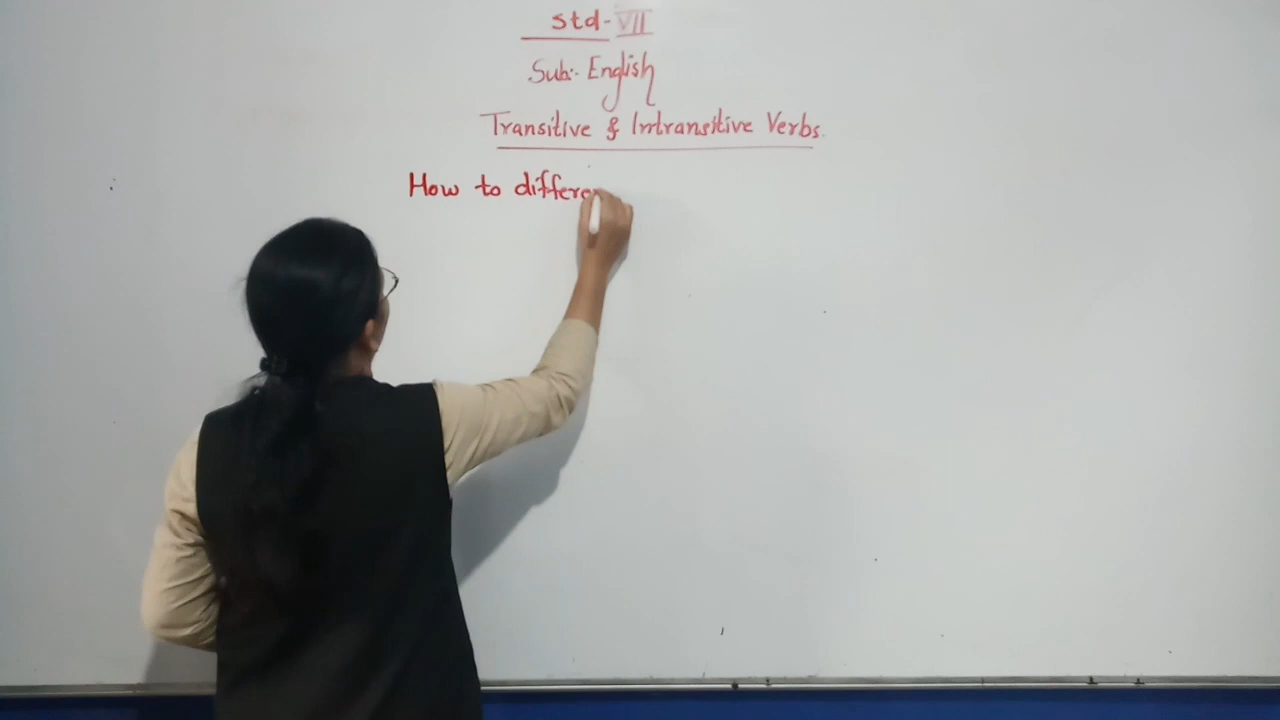 Std- VII
Sub:- English
Transitive & Intransitive Verbs.
How to differe